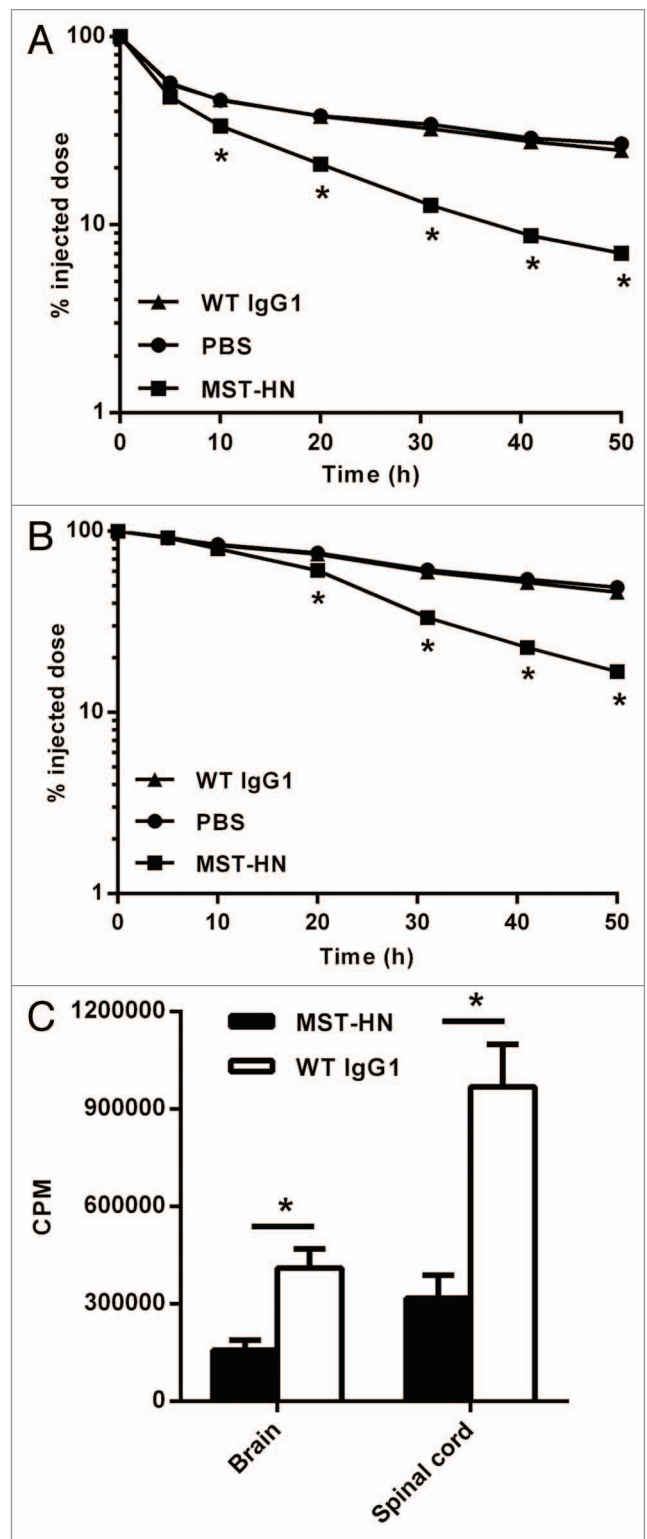 A
100
10
1
% injected dose
WT IgG1
PBS
MST-HN
*
*
*
*
*
0
10
20
30
40
50
Time (h)
B
100
10
1
% injected dose
WT IgG1
PBS
MST-HN
*
*
*
*
0
10
20
30
40
50
Time (h)
C
1200000
900000
600000
300000
0
CPM
MST-HN
WT IgG1
*
*
Brain
Spinal cord